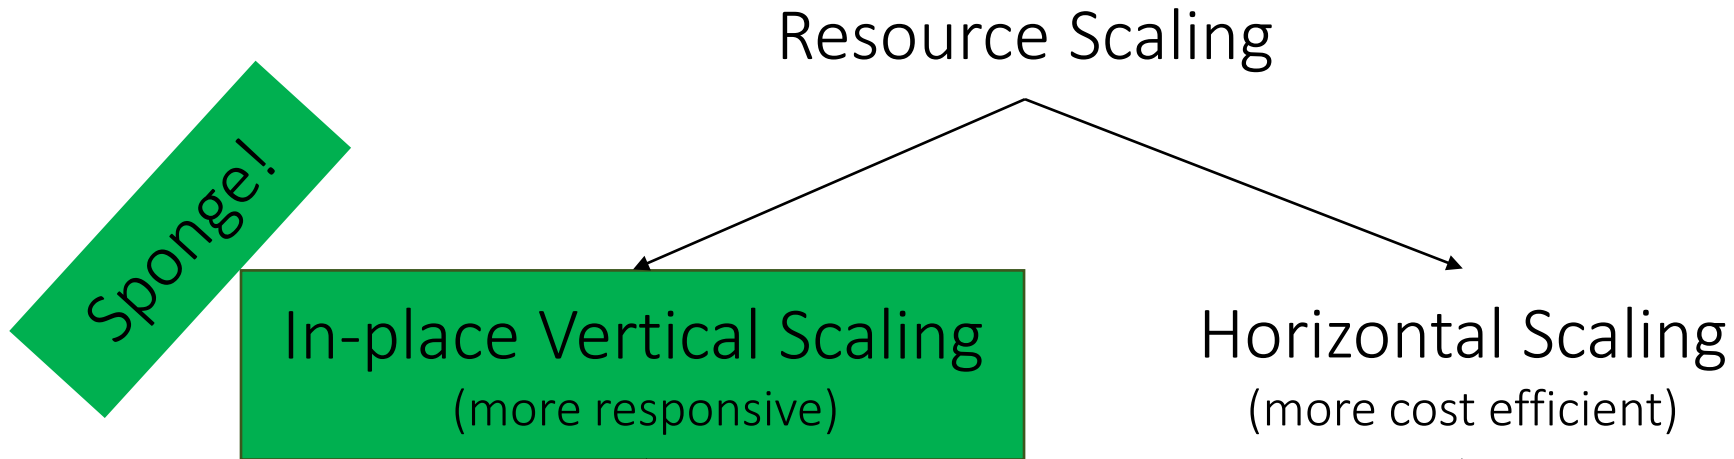 Resource Scaling
Sponge!
In-place Vertical Scaling
(more responsive)
Horizontal Scaling
(more cost efficient)